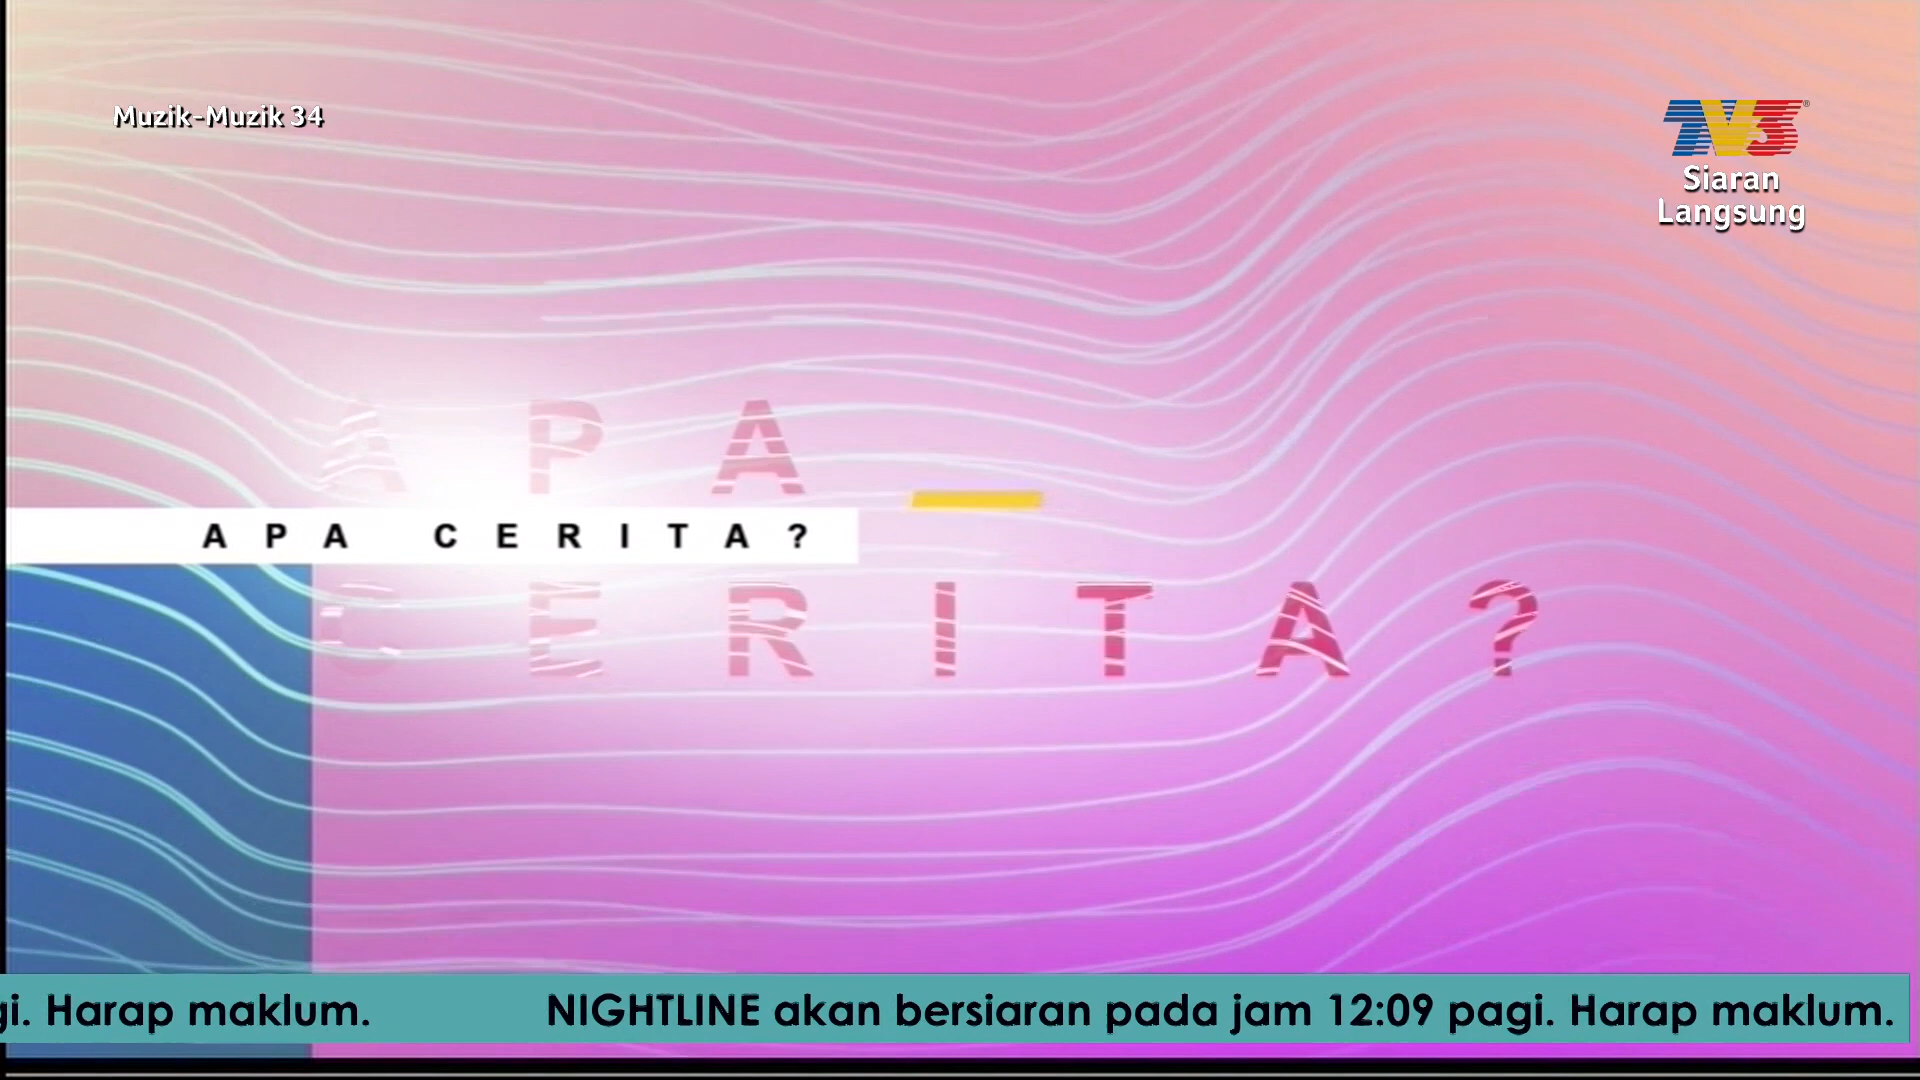 Muzik-Muzik 34
TV3
Siaran
Langsung
APA
APA CERITA?
CERITA?
gi. Harap maklum. NIGHTLINE akan bersiaran pada jam 12:09 pagi. Harap maklum.